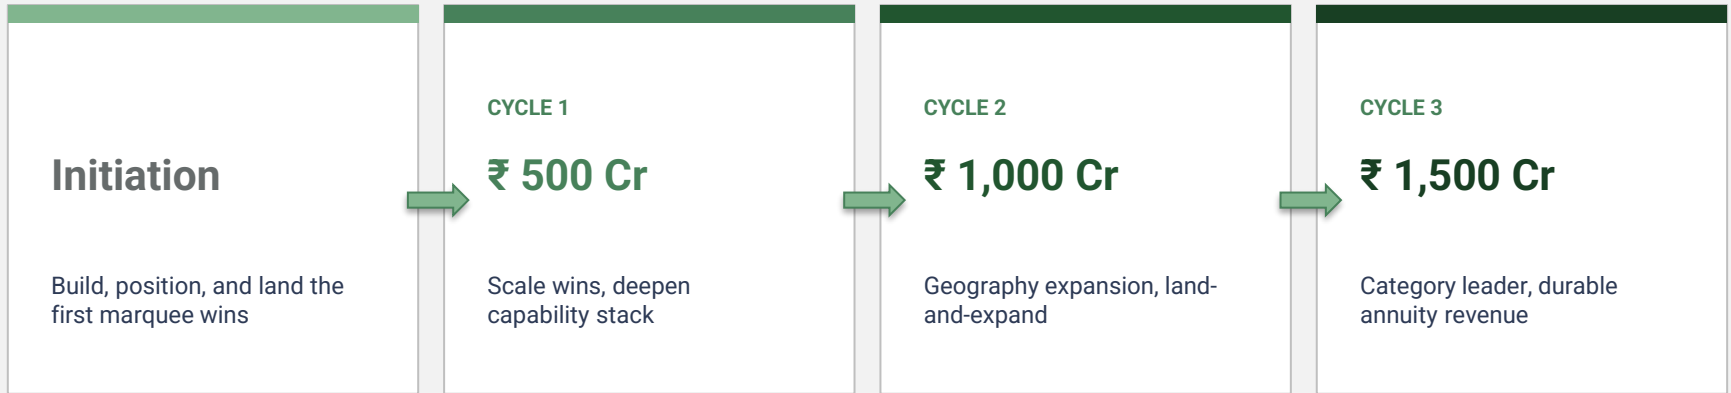 Initiation
Build, position, and land the
first marquee wins
CYCLE 1
₹ 500 Cr
Scale wins, deepen
capability stack
CYCLE 2
₹ 1,000 Cr
Geography expansion, land-
and-expand
CYCLE 3
₹ 1,500 Cr
Category leader, durable
annuity revenue